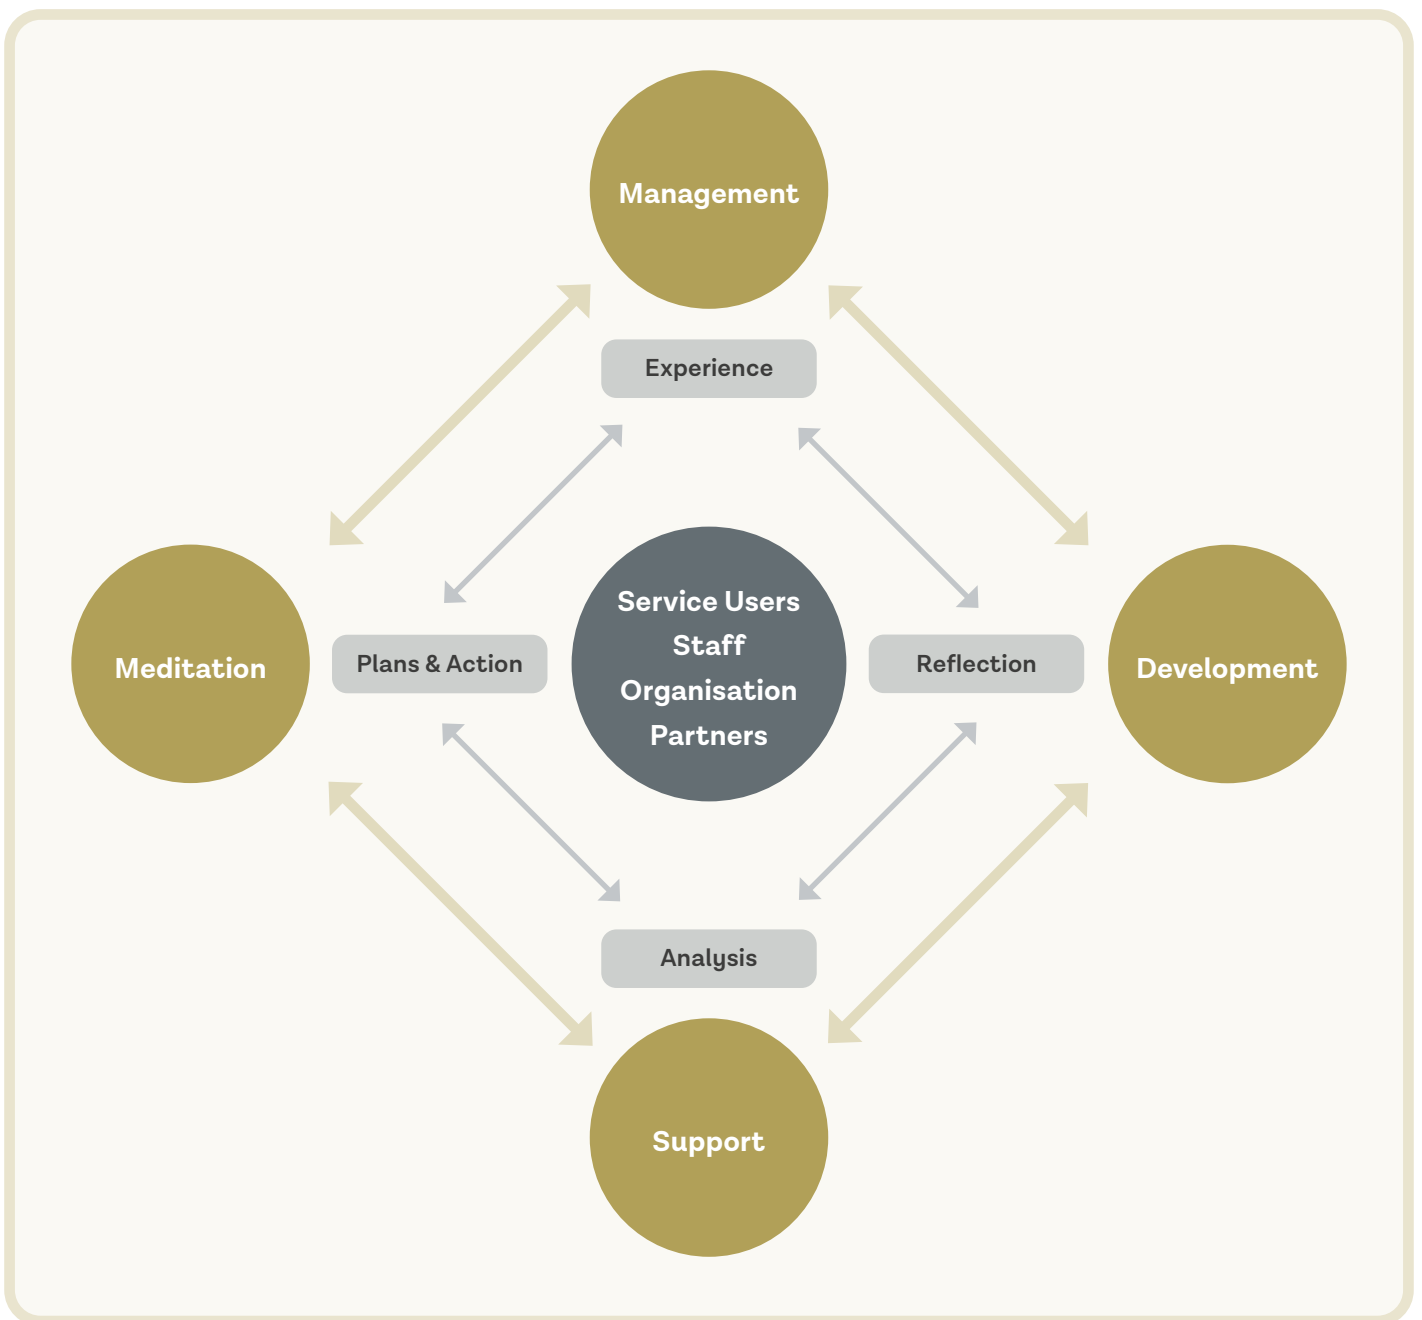 Management
Experience
Service Users
Staff
Organisation
Partners
Meditation
Plans & Action
Reflection
Development
Analysis
Support